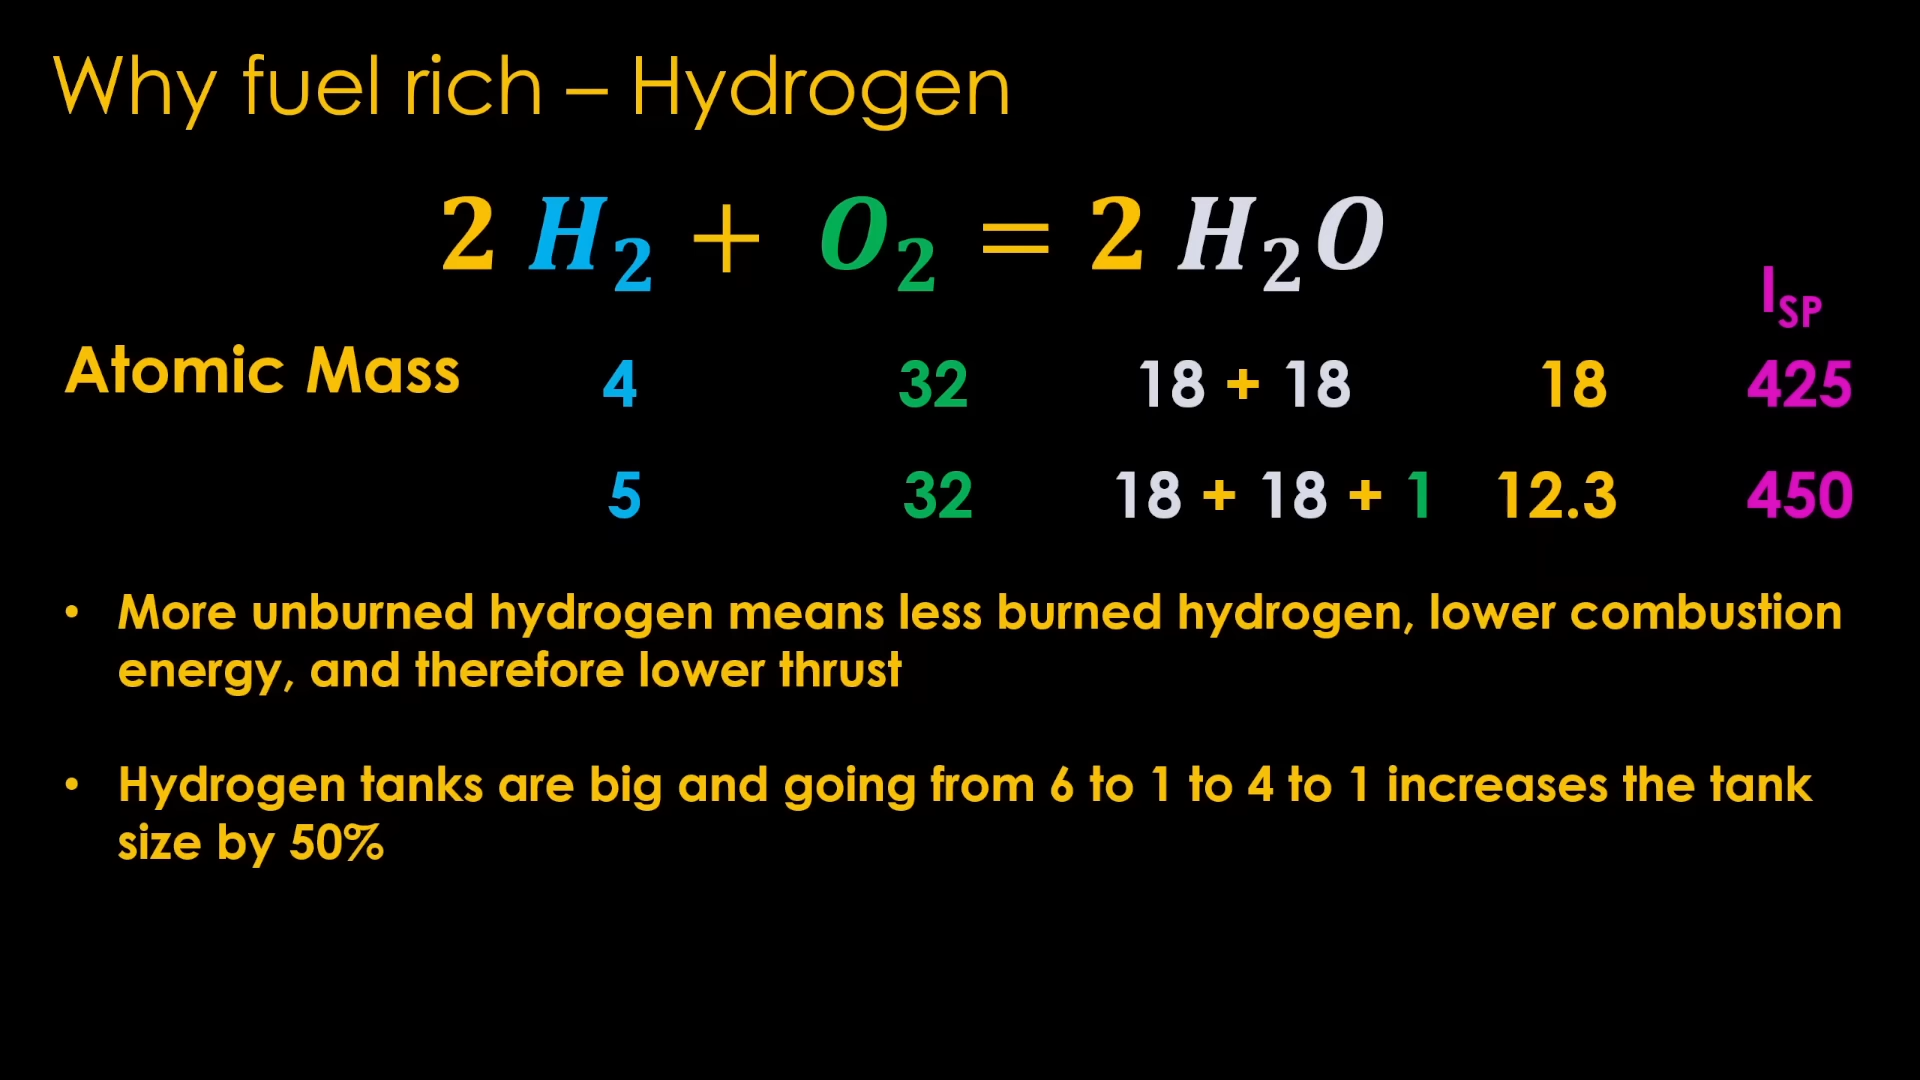 Why fuel rich – Hydrogen
2 H₂ + O₂ = 2 H₂O
I_SP
Atomic Mass 4 32 18 + 18 18 425
5 32 18 + 18 + 1 12.3 450
• More unburned hydrogen means less burned hydrogen, lower combustion
energy, and therefore lower thrust
• Hydrogen tanks are big and going from 6 to 1 to 4 to 1 increases the tank
size by 50%